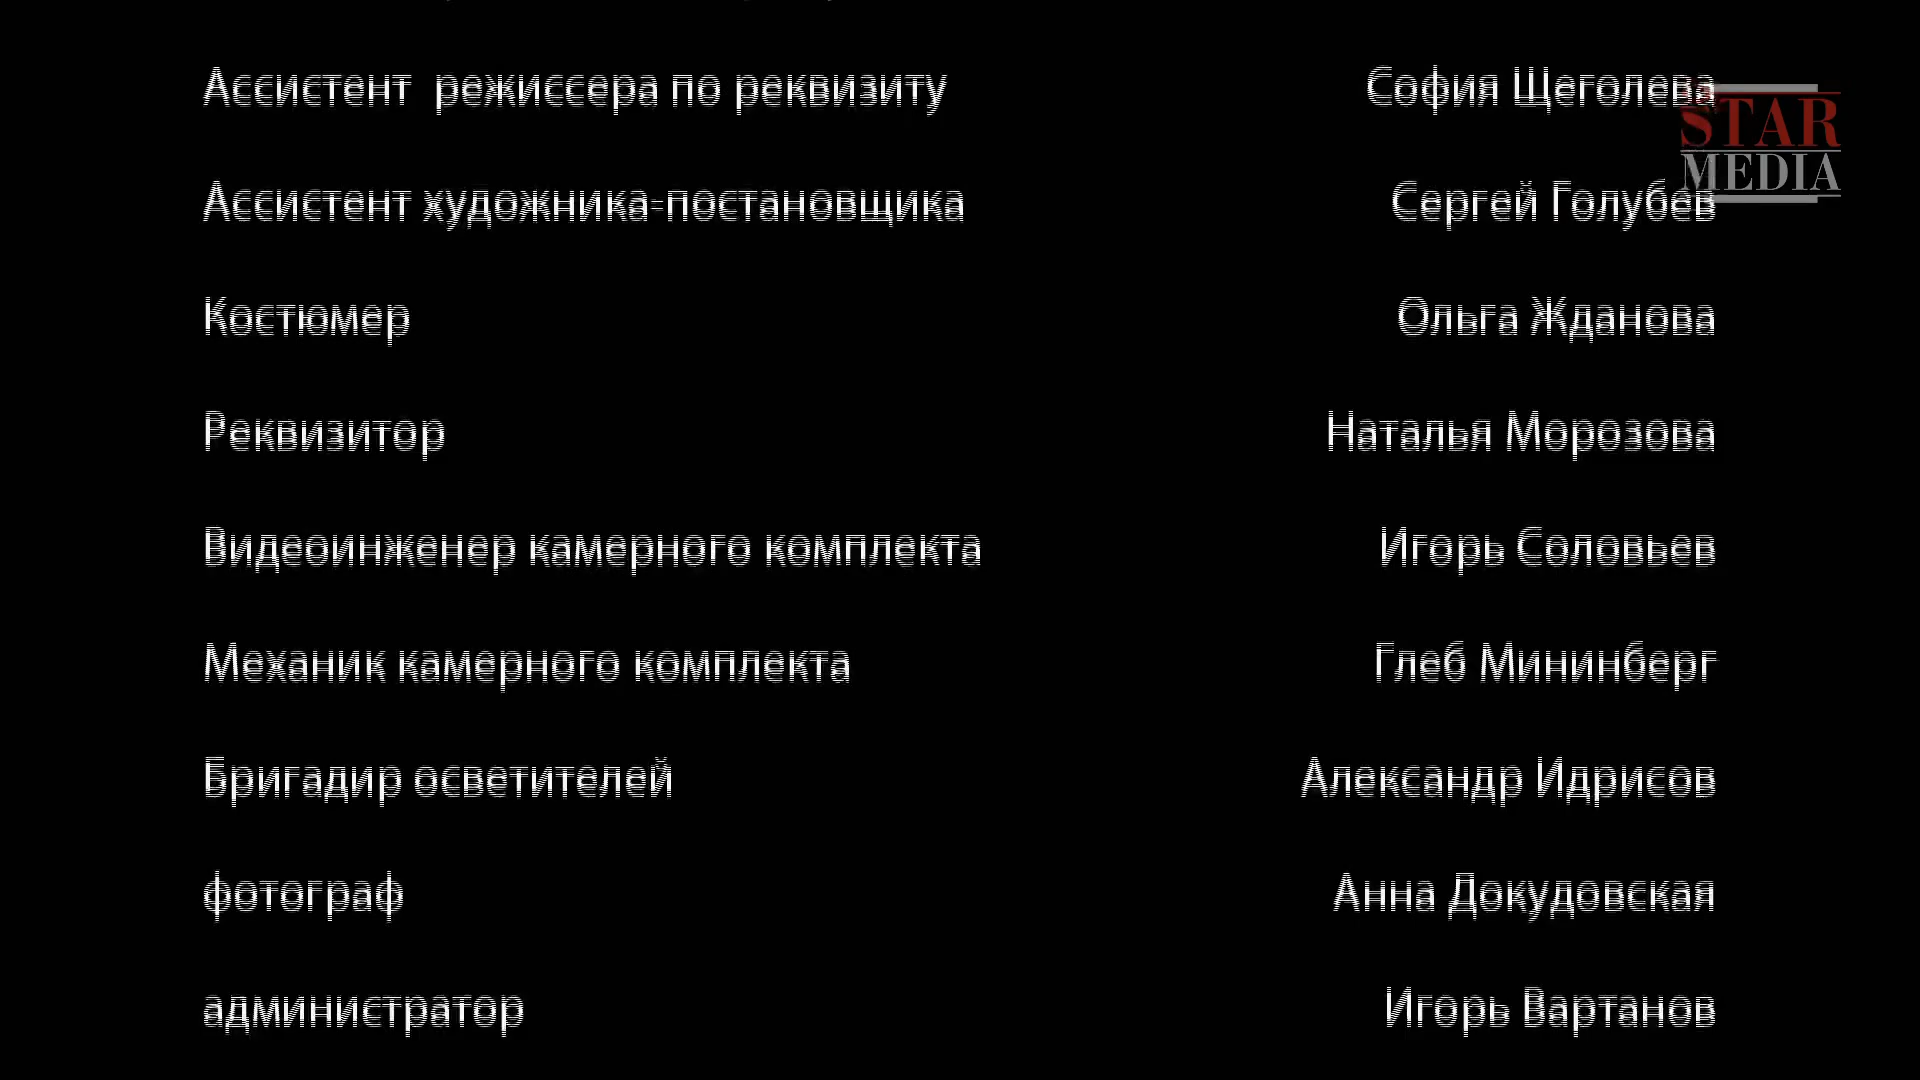 Ассистент режиссера по реквизиту София Щеголева
STAR
MEDIA
Ассистент художника-постановщика Сергей Голубев
Костюмер Ольга Жданова
Реквизитор Наталья Морозова
Видеоинженер камерного комплекта Игорь Соловьев
Механик камерного комплекта Глеб Мининберг
Бригадир осветителей Александр Идрисов
фотограф Анна Докудовская
администратор Игорь Вартанов